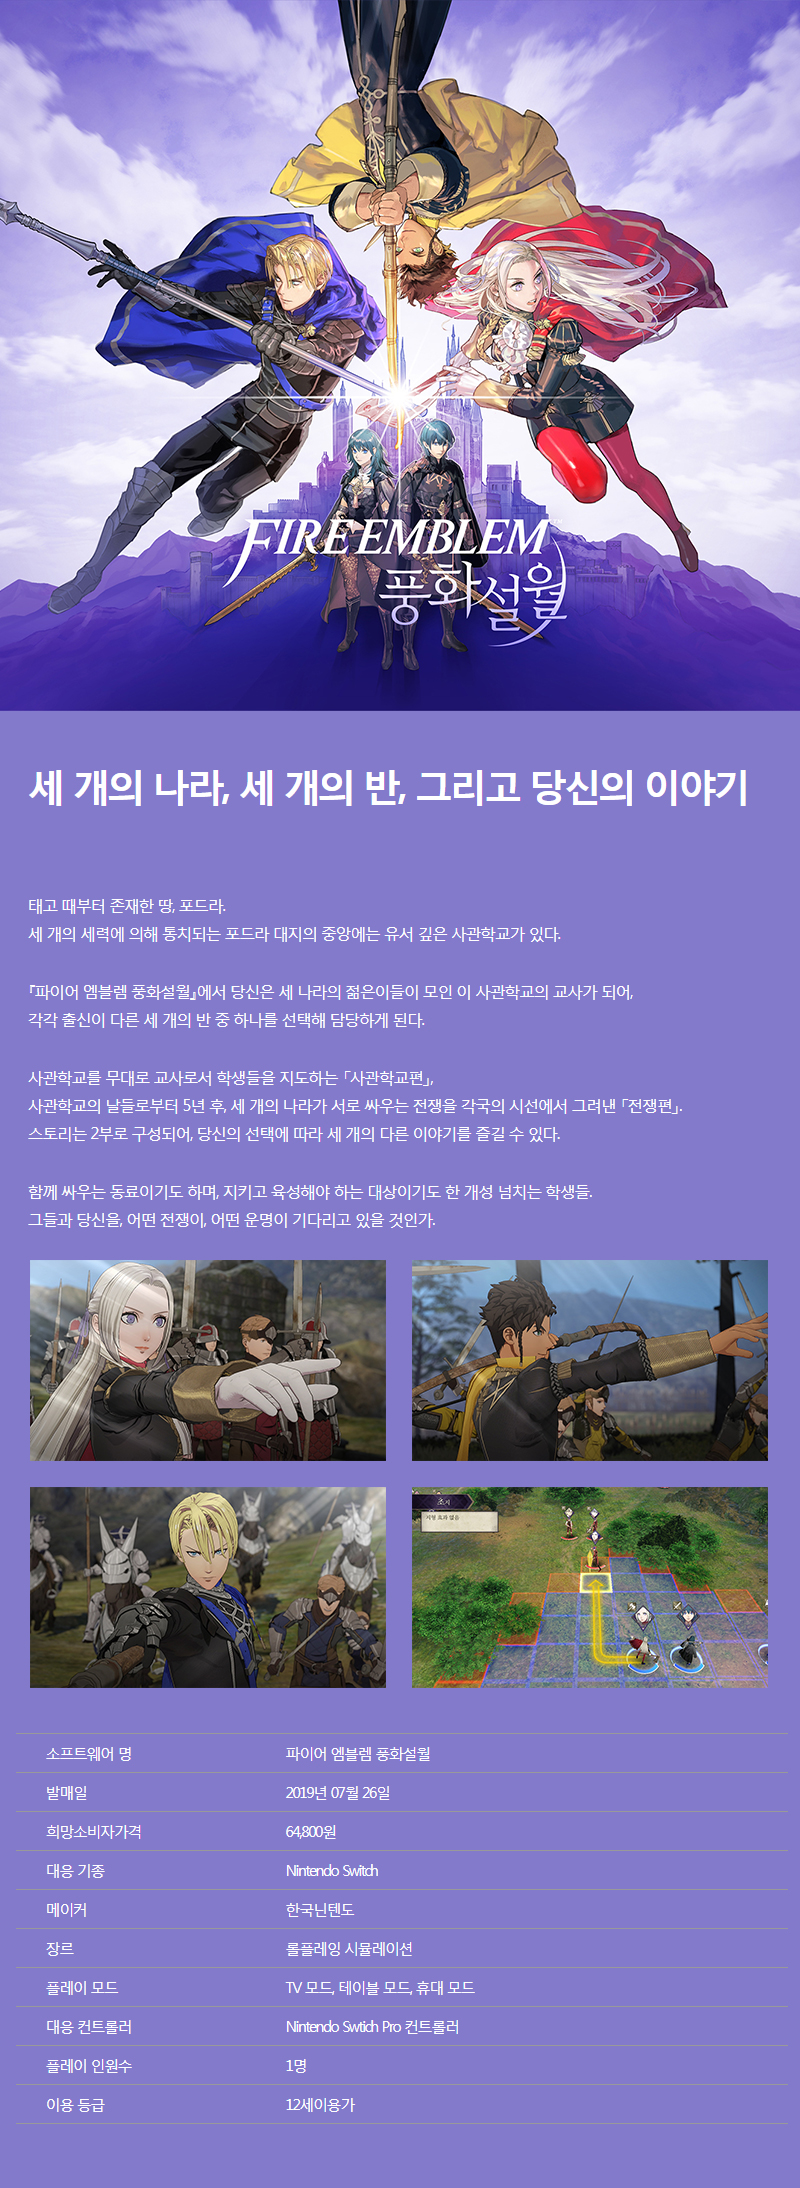 FIRE EMBLEM
풍화설월
세 개의 나라, 세 개의 반, 그리고 당신의 이야기
태고 때부터 존재한 땅, 포드라.
세 개의 세력에 의해 통치되는 포드라 대지의 중앙에는 유서 깊은 사관학교가 있다.
『파이어 엠블렘 풍화설월』에서 당신은 세 나라의 젊은이들이 모인 이 사관학교의 교사가 되어,
각각 출신이 다른 세 개의 반 중 하나를 선택해 담당하게 된다.
사관학교를 무대로 교사로서 학생들을 지도하는 「사관학교편」,
사관학교의 날들로부터 5년 후, 세 개의 나라가 서로 싸우는 전쟁을 각국의 시선에서 그려낸 「전쟁편」.
스토리는 2부로 구성되어, 당신의 선택에 따라 세 개의 다른 이야기를 즐길 수 있다.
함께 싸우는 동료이기도 하며, 지키고 육성해야 하는 대상이기도 한 개성 넘치는 학생들.
그들과 당신을, 어떤 전쟁이, 어떤 운명이 기다리고 있을 것인가.
초지
지형 효과 없음
소프트웨어 명 파이어 엠블렘 풍화설월
발매일 2019년 07월 26일
희망소비자가격 64,800원
대응 기종 Nintendo Switch
메이커 한국닌텐도
장르 롤플레잉 시뮬레이션
플레이 모드 TV 모드, 테이블 모드, 휴대 모드
대응 컨트롤러 Nintendo Swtich Pro 컨트롤러
플레이 인원수 1명
이용 등급 12세이용가